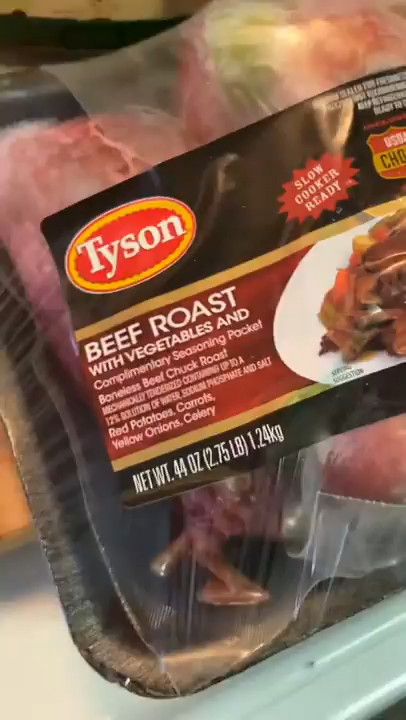 Tyson
SLOW
COOKER
READY
USDA
CHO
BEEF ROAST
WITH VEGETABLES AND
Complimentary Seasoning Packet
Boneless Beef Chuck Roast
MECHANICALLY TENDERIZED CONTAINING UP TO A
12% SOLUTION OF WATER, SODIUM PHOSPHATE AND SALT
Red Potatoes, Carrots,
Yellow Onions, Celery
SERVING
SUGGESTION
NET WT. 44 OZ (2.75 LB) 1.24kg